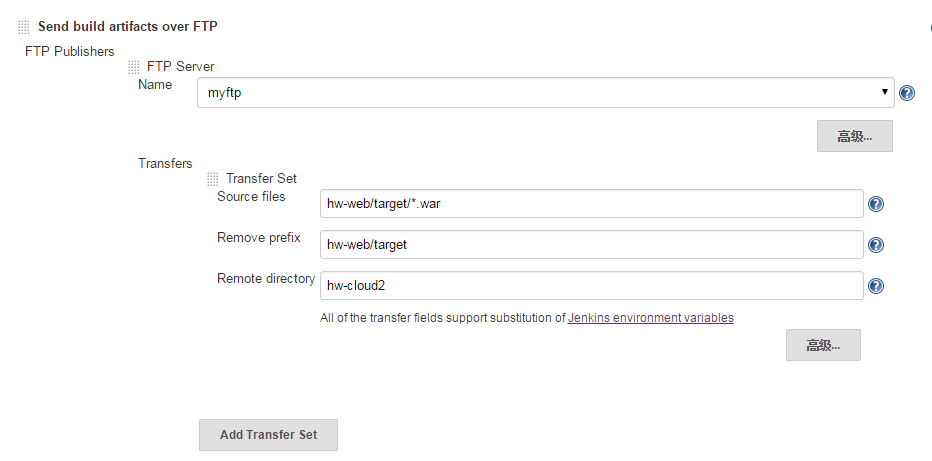 Send build artifacts over FTP
FTP Publishers
FTP Server
Name
myftp
高级...
Transfers
Transfer Set
Source files
hw-web/target/*.war
Remove prefix
hw-web/target
Remote directory
hw-cloud2
All of the transfer fields support substitution of Jenkins environment variables
高级...
Add Transfer Set